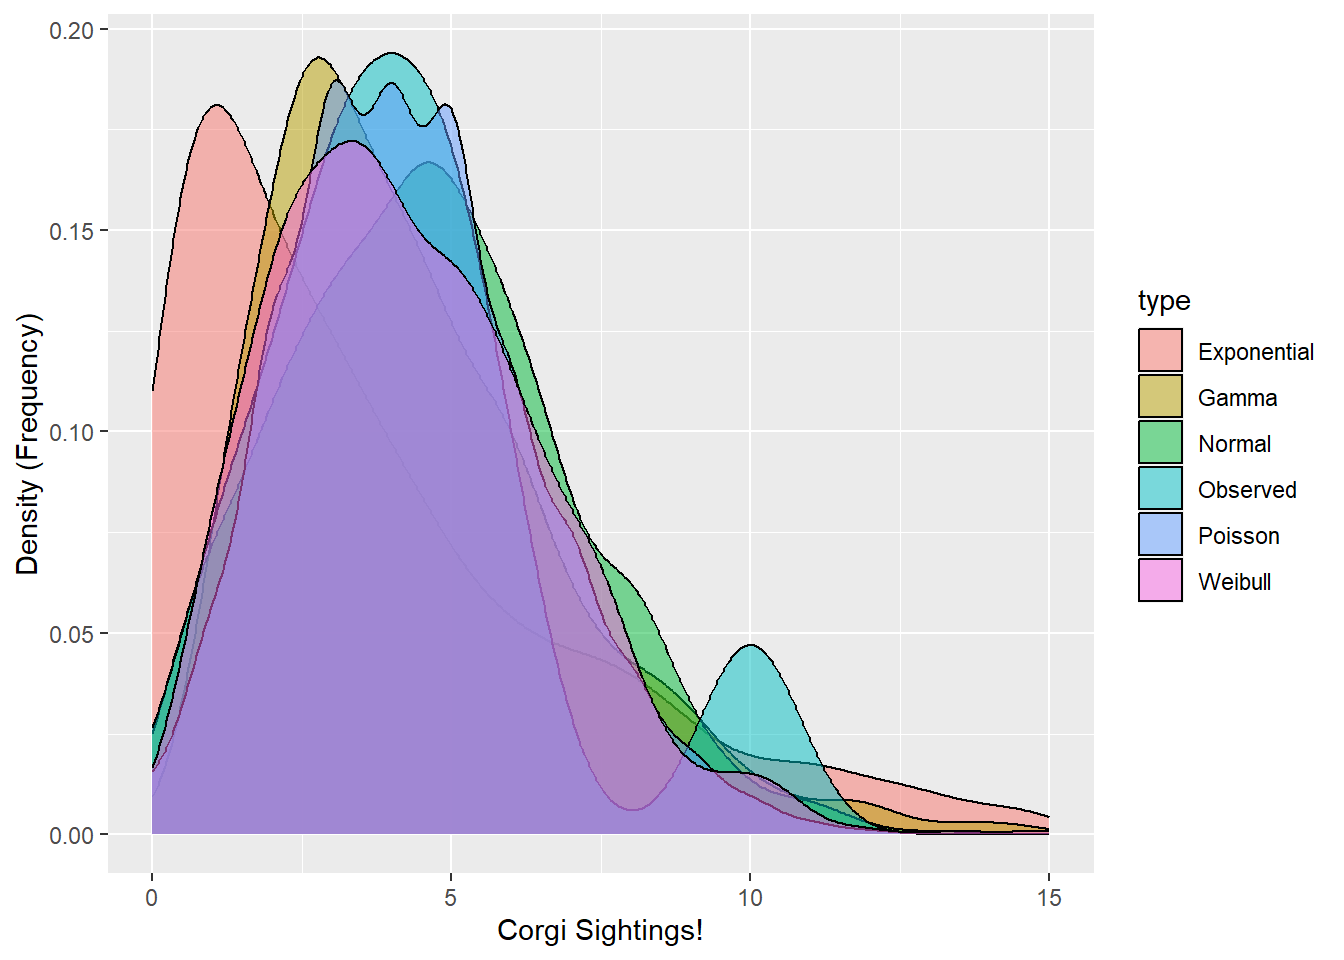 0.20
0.15
0.10
0.05
0.00
Density (Frequency)
0 5 10 15
Corgi Sightings!
type
Exponential
Gamma
Normal
Observed
Poisson
Weibull